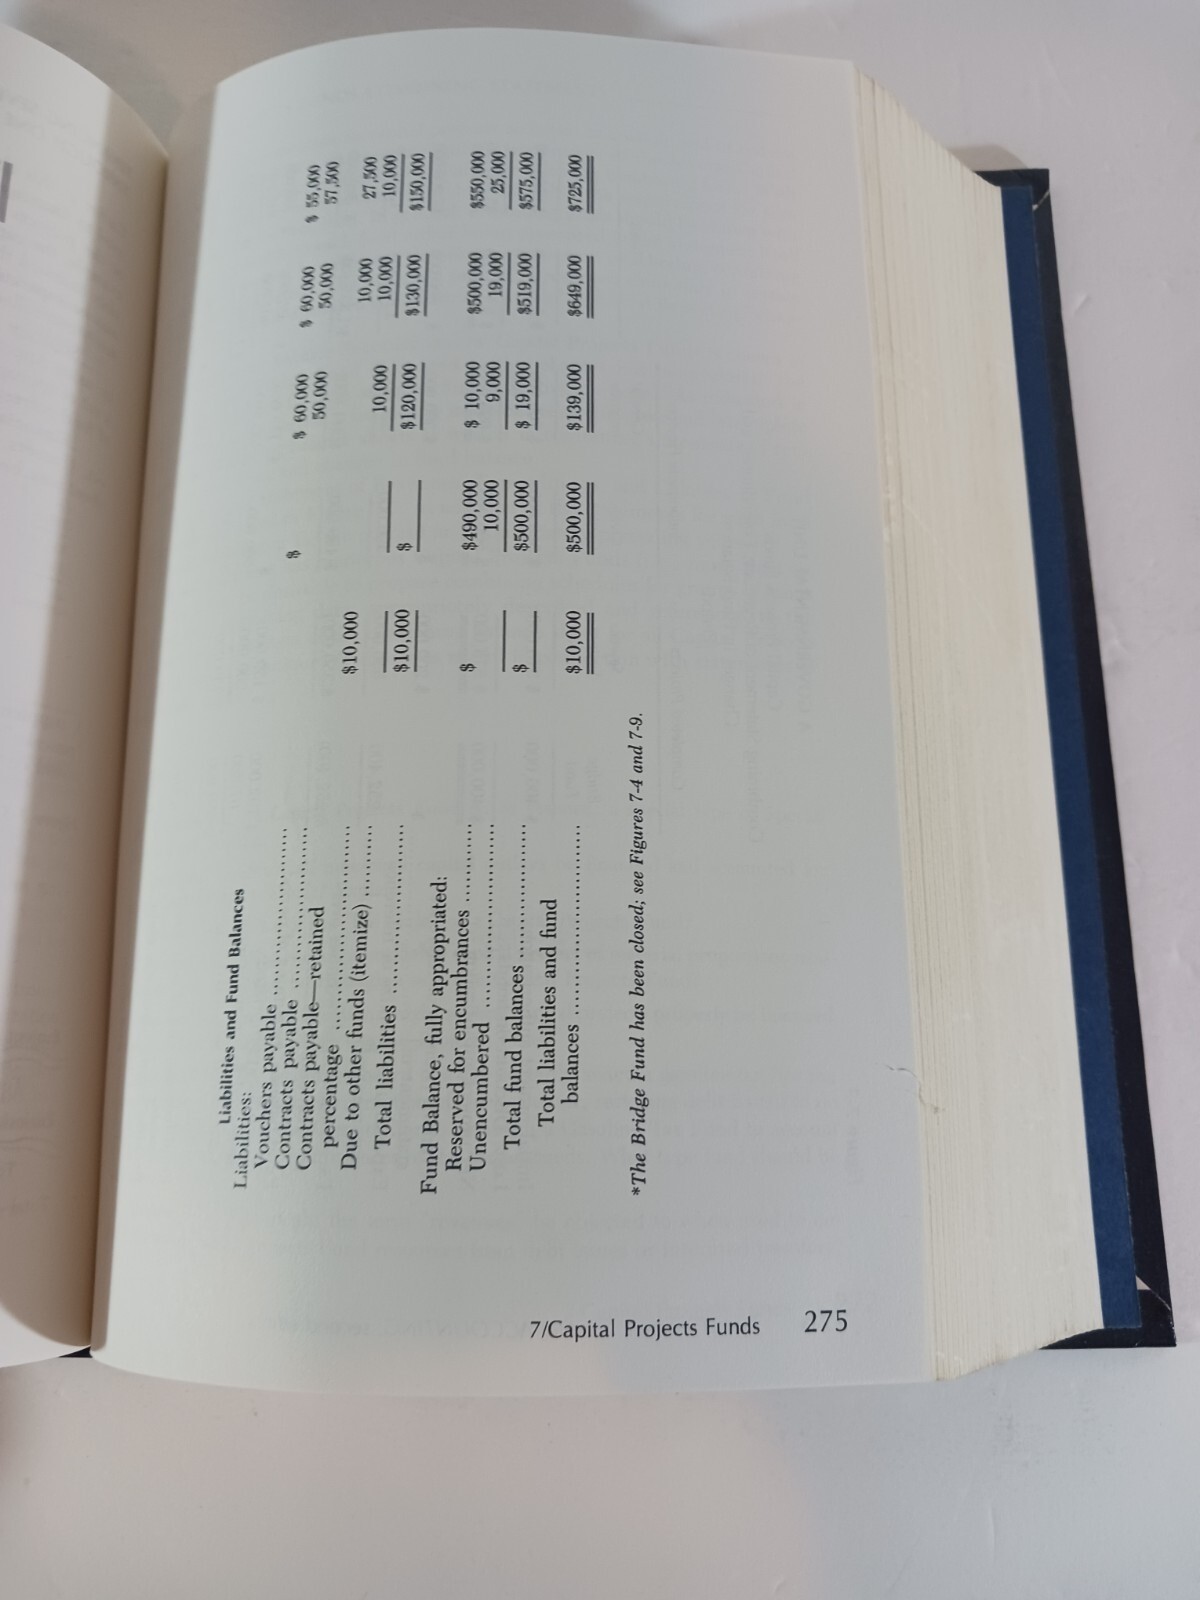 Liabilities and Fund Balances
Liabilities:
Vouchers payable ........................... $ $ 60,000 $ 60,000 $ 55,000
Contracts payable ....................... 50,000 50,000 57,500
Contracts payable—retained
percentage ............................ $10,000 10,000 27,500
Due to other funds (itemize) .......... 10,000 10,000 10,000
Total liabilities ........................ $10,000 $ $120,000 $130,000 $150,000
Fund Balance, fully appropriated:
Reserved for encumbrances ........... $ $490,000 $ 10,000 $500,000 $550,000
Unencumbered .......................... 10,000 9,000 19,000 25,000
Total fund balances ................... $ $500,000 $ 19,000 $519,000 $575,000
Total liabilities and fund
balances ........................... $10,000 $500,000 $139,000 $649,000 $725,000
*The Bridge Fund has been closed; see Figures 7-4 and 7-9.
7/Capital Projects Funds 275